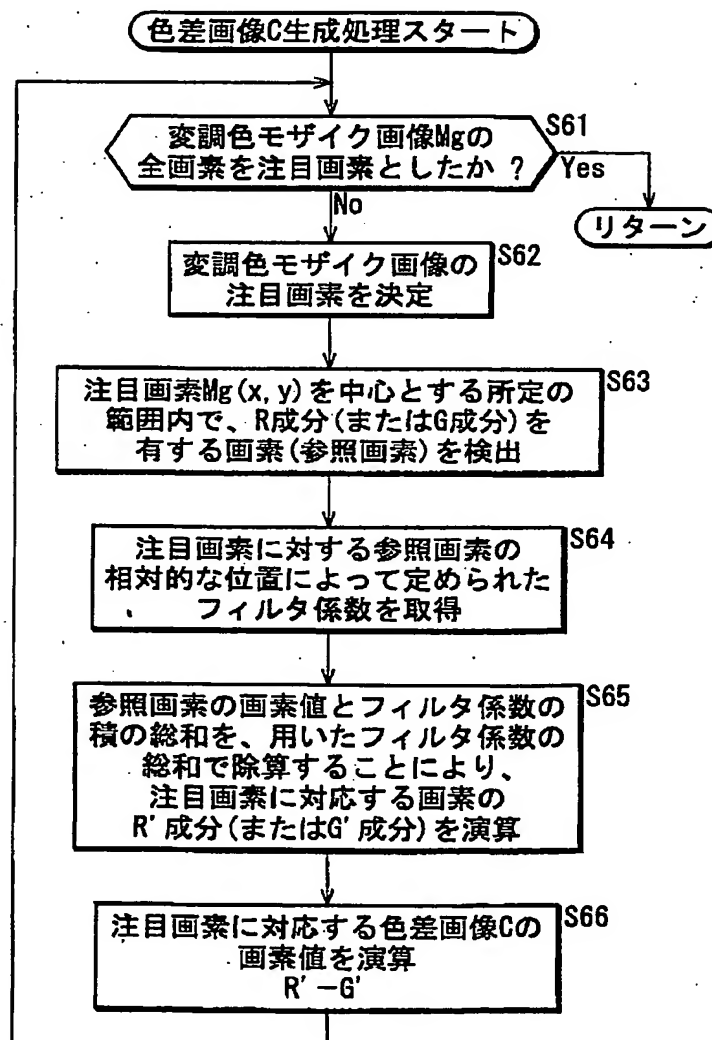 色差画像C生成処理スタート
変調色モザイク画像Mgの
全画素を注目画素としたか ?
S61
Yes
No
リターン
変調色モザイク画像の
注目画素を決定
S62
注目画素Mg(x,y)を中心とする所定の
範囲内で、R成分(またはG成分)を
有する画素(参照画素)を検出
S63
注目画素に対する参照画素の
相対的な位置によって定められた
フィルタ係数を取得
S64
参照画素の画素値とフィルタ係数の
積の総和を、用いたフィルタ係数の
総和で除算することにより、
注目画素に対応する画素の
R'成分(またはG'成分)を演算
S65
注目画素に対応する色差画像Cの
画素値を演算
R'−G'
S66